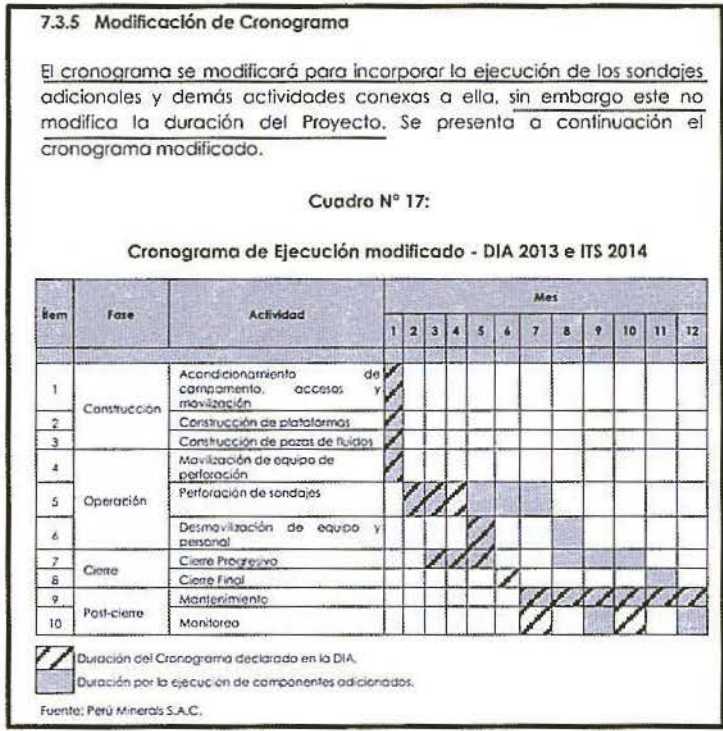 7.3.5 Modificación de Cronograma
El cronograma se modificará para incorporar la ejecución de los sondajes
adicionales y demás actividades conexas a ella, sin embargo este no
modifica la duración del Proyecto. Se presenta a continuación el
cronograma modificado.
Cuadro N° 17:
Cronograma de Ejecución modificado - DIA 2013 e ITS 2014
Ítem Fase Actividad Mes
1 2 3 4 5 6 7 8 9 10 11 12
1 Construcción Acondicionamiento de
campamento, accesos y
movilización
2 Construcción de plataformas
3 Construcción de pozas de fluidos
4 Operación Movilización de equipo de
perforación
5 Perforación de sondajes
6 Desmovilización de equipo y
personal
7 Cierre Cierre Progresivo
8 Cierre Final
9 Post-cierre Mantenimiento
10 Monitoreo
Duración del Cronograma declarado en la DIA.
Duración por la ejecución de componentes adicionados.
Fuente: Perú Minerals S.A.C.